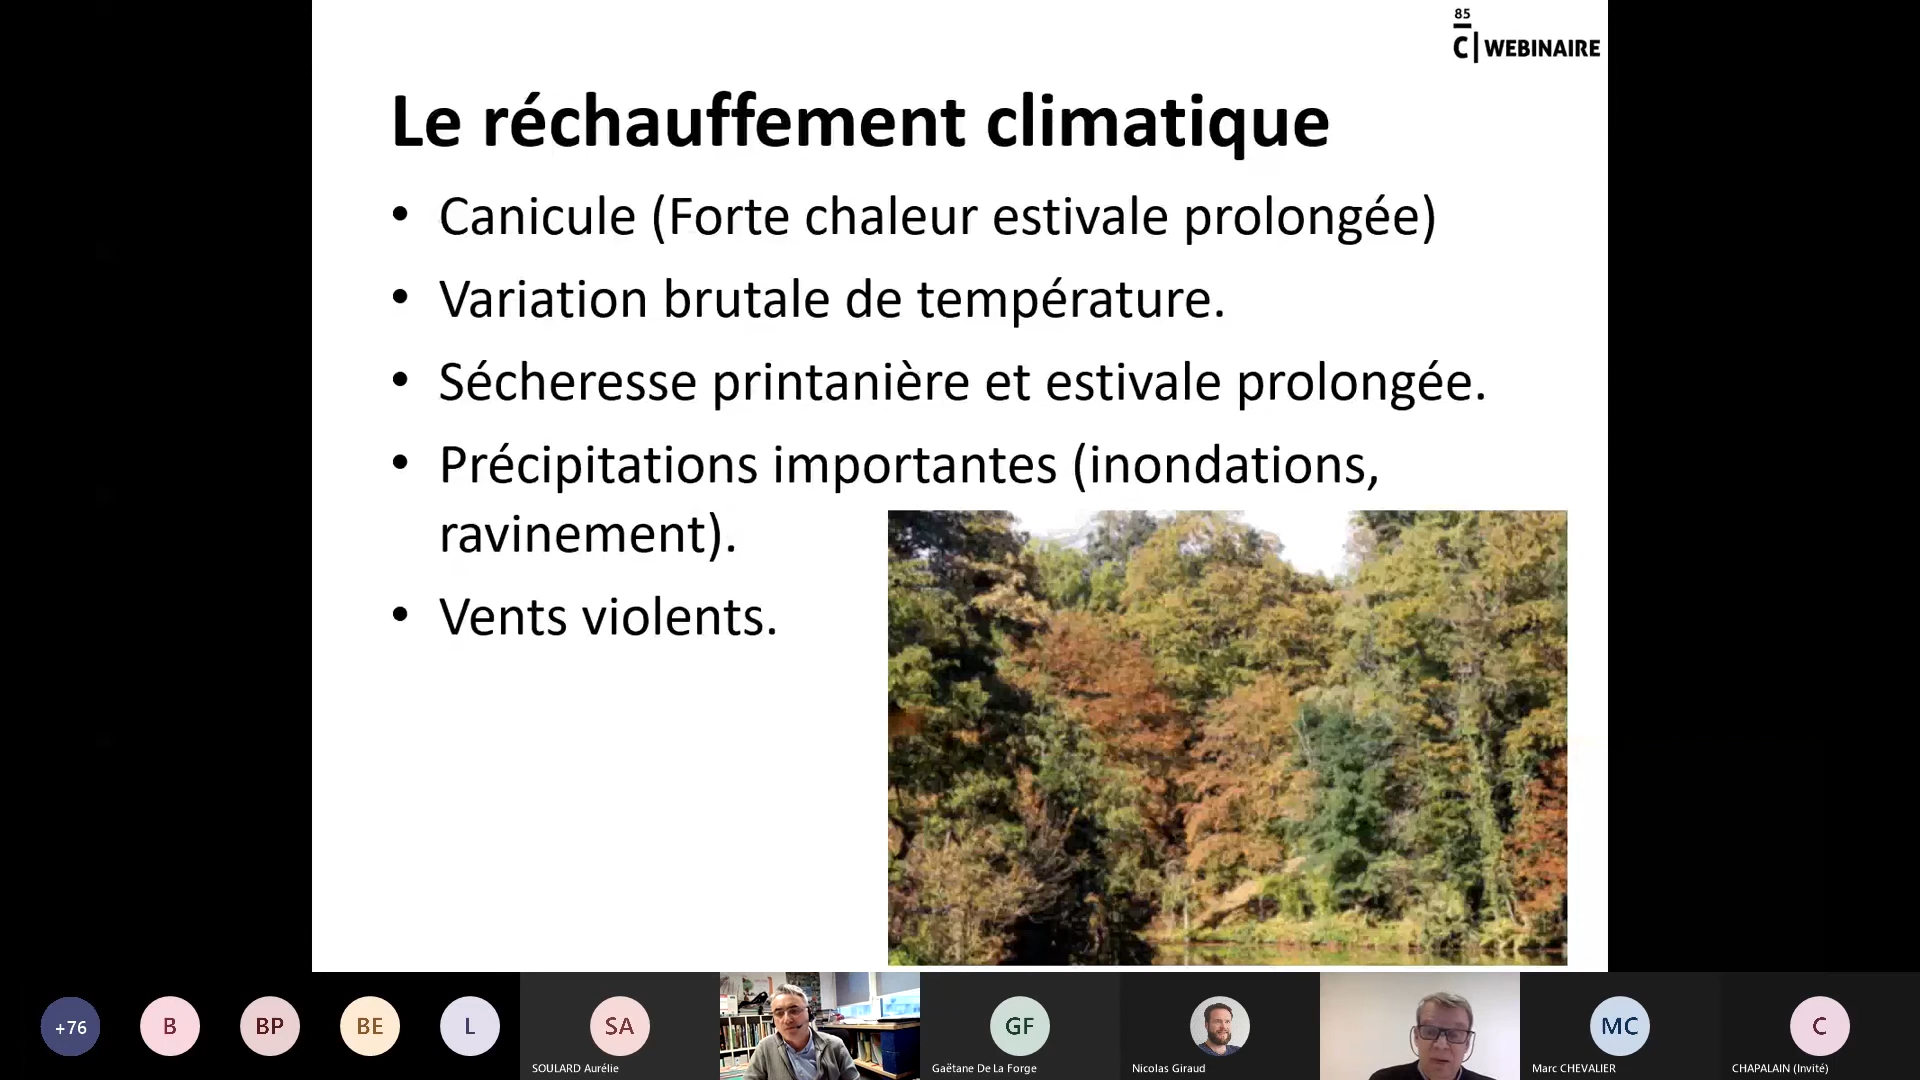 85
C| WEBINAIRE
Le réchauffement climatique
• Canicule (Forte chaleur estivale prolongée)
• Variation brutale de température.
• Sécheresse printanière et estivale prolongée.
• Précipitations importantes (inondations,
ravinement).
• Vents violents.
+76
B
BP
BE
L
SA
GF
MC
C
SOULARD Aurélie
Gaëtane De La Forge
Nicolas Giraud
Marc CHEVALIER
CHAPALAIN (Invité)